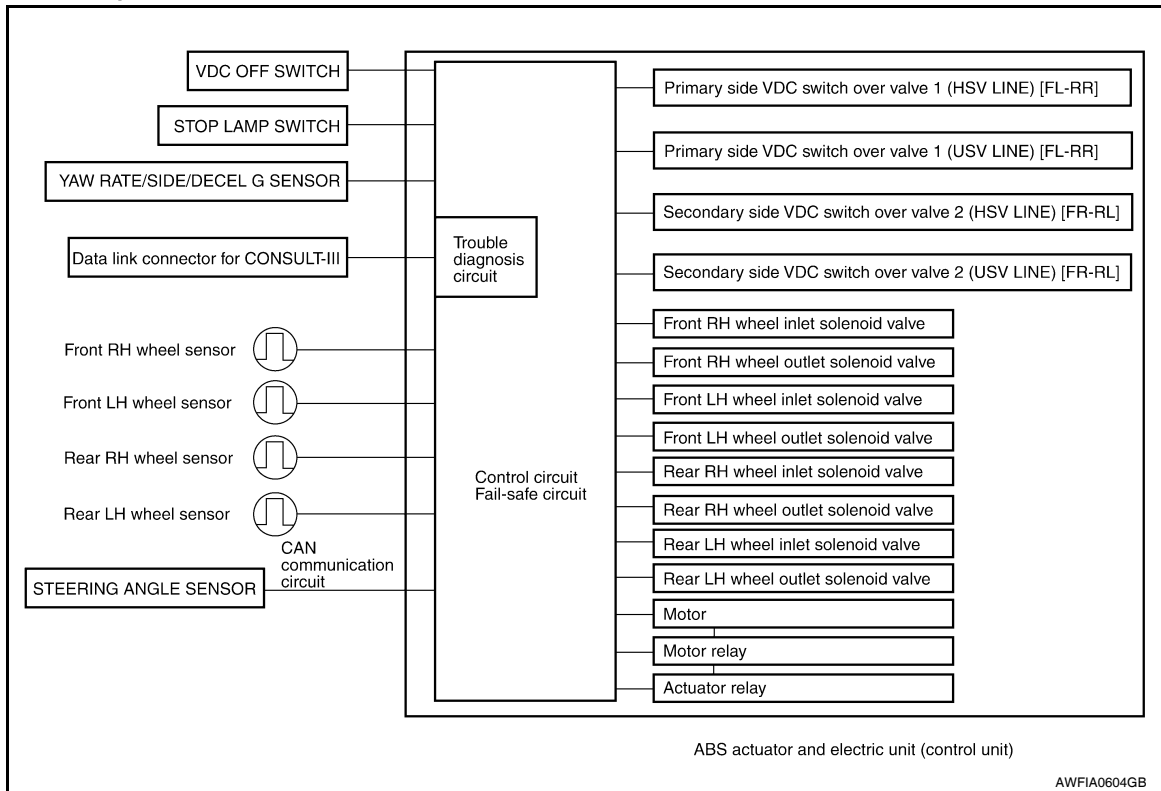 VDC OFF SWITCH
STOP LAMP SWITCH
YAW RATE/SIDE/DECEL G SENSOR
Data link connector for CONSULT-III
Front RH wheel sensor
Front LH wheel sensor
Rear RH wheel sensor
Rear LH wheel sensor
CAN
communication
circuit
STEERING ANGLE SENSOR
Trouble
diagnosis
circuit
Control circuit
Fail-safe circuit
Primary side VDC switch over valve 1 (HSV LINE) [FL-RR]
Primary side VDC switch over valve 1 (USV LINE) [FL-RR]
Secondary side VDC switch over valve 2 (HSV LINE) [FR-RL]
Secondary side VDC switch over valve 2 (USV LINE) [FR-RL]
Front RH wheel inlet solenoid valve
Front RH wheel outlet solenoid valve
Front LH wheel inlet solenoid valve
Front LH wheel outlet solenoid valve
Rear RH wheel inlet solenoid valve
Rear RH wheel outlet solenoid valve
Rear LH wheel inlet solenoid valve
Rear LH wheel outlet solenoid valve
Motor
Motor relay
Actuator relay
ABS actuator and electric unit (control unit)
AWFIA0604GB